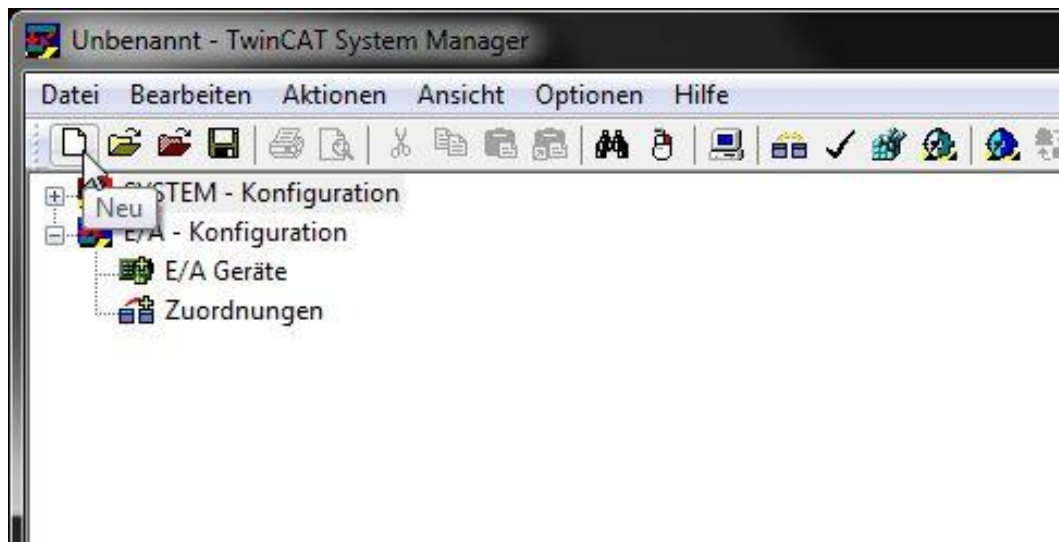 Unbenannt - TwinCAT System Manager
Datei Bearbeiten Aktionen Ansicht Optionen Hilfe
STEM - Konfiguration
Neu
E/A - Konfiguration
E/A Geräte
Zuordnungen